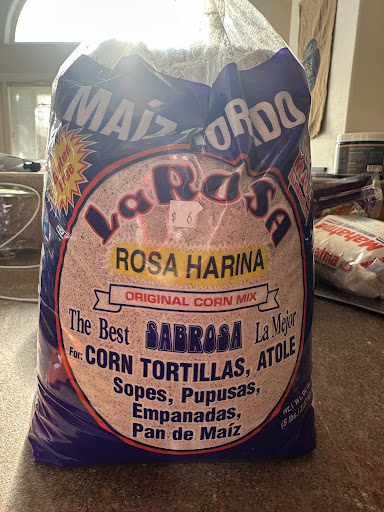 MAÍZ GORDO
LaRosa
$ 6
ROSA HARINA
ORIGINAL CORN MIX
The Best SABROSA La Mejor
For: CORN TORTILLAS, ATOLE
Sopes, Pupusas,
Empanadas,
Pan de Maíz